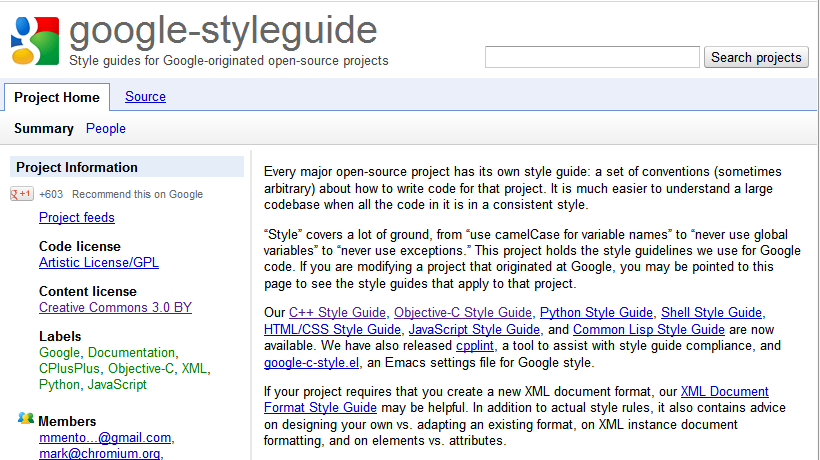 google-styleguide
Style guides for Google-originated open-source projects
Search projects
Project Home
Source
Summary
People
Project Information
+1
+603
Recommend this on Google
Project feeds
Code license
Artistic License/GPL
Content license
Creative Commons 3.0 BY
Labels
Google, Documentation,
CPlusPlus, Objective-C, XML,
Python, JavaScript
Members
mmento...@gmail.com,
mark@chromium.org,
Every major open-source project has its own style guide: a set of conventions (sometimes
arbitrary) about how to write code for that project. It is much easier to understand a large
codebase when all the code in it is in a consistent style.
“Style” covers a lot of ground, from “use camelCase for variable names” to “never use global
variables” to “never use exceptions.” This project holds the style guidelines we use for Google
code. If you are modifying a project that originated at Google, you may be pointed to this
page to see the style guides that apply to that project.
Our C++ Style Guide, Objective-C Style Guide, Python Style Guide, Shell Style Guide,
HTML/CSS Style Guide, JavaScript Style Guide, and Common Lisp Style Guide are now
available. We have also released cpplint, a tool to assist with style guide compliance, and
google-c-style.el, an Emacs settings file for Google style.
If your project requires that you create a new XML document format, our XML Document
Format Style Guide may be helpful. In addition to actual style rules, it also contains advice
on designing your own vs. adapting an existing format, on XML instance document
formatting, and on elements vs. attributes.